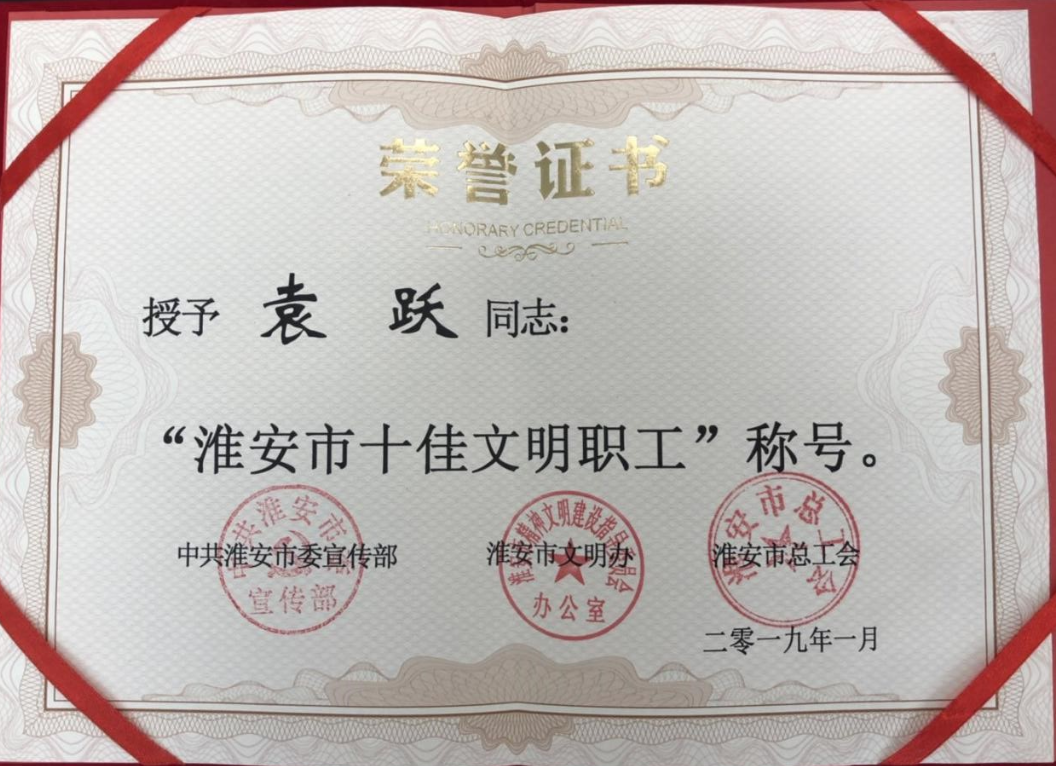 荣誉证书
HONORARY CREDENTIAL
授予 袁 跃 同志：
“淮安市十佳文明职工”称号。
中共淮安市委宣传部 淮安市文明办 淮安市总工会
宣传部
办公室
淮安市总工会
二零一九年一月